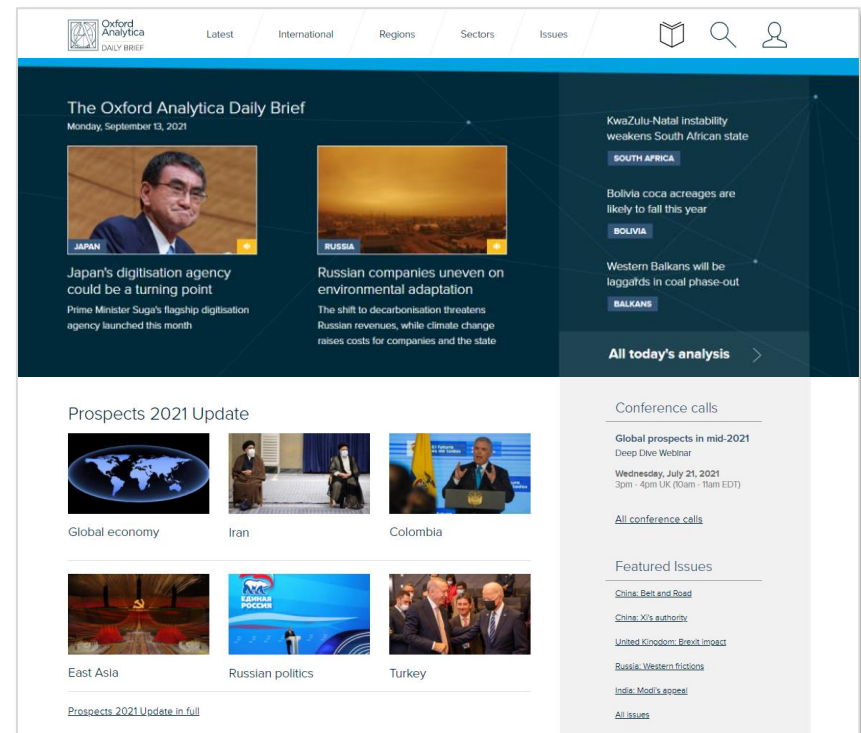 Oxford
Analytica
DAILY BRIEF
Latest
International
Regions
Sectors
Issues
The Oxford Analytica Daily Brief
Monday, September 13, 2021
JAPAN
Japan's digitisation agency
could be a turning point
Prime Minister Suga's flagship digitisation
agency launched this month
RUSSIA
Russian companies uneven on
environmental adaptation
The shift to decarbonisation threatens
Russian revenues, while climate change
raises costs for companies and the state
KwaZulu-Natal instability
weakens South African state
SOUTH AFRICA
Bolivia coca acreages are
likely to fall this year
BOLIVIA
Western Balkans will be
laggards in coal phase-out
BALKANS
All today's analysis
Prospects 2021 Update
Global economy
Iran
Colombia
ЕДИНАЯ
РОССИЯ
East Asia
Russian politics
Turkey
Prospects 2021 Update in full
Conference calls
Global prospects in mid-2021
Deep Dive Webinar
Wednesday, July 21, 2021
3pm - 4pm UK (10am - 11am EDT)
All conference calls
Featured Issues
China: Belt and Road
China: Xi's authority
United Kingdom: Brexit impact
Russia: Western frictions
India: Modi's appeal
All issues